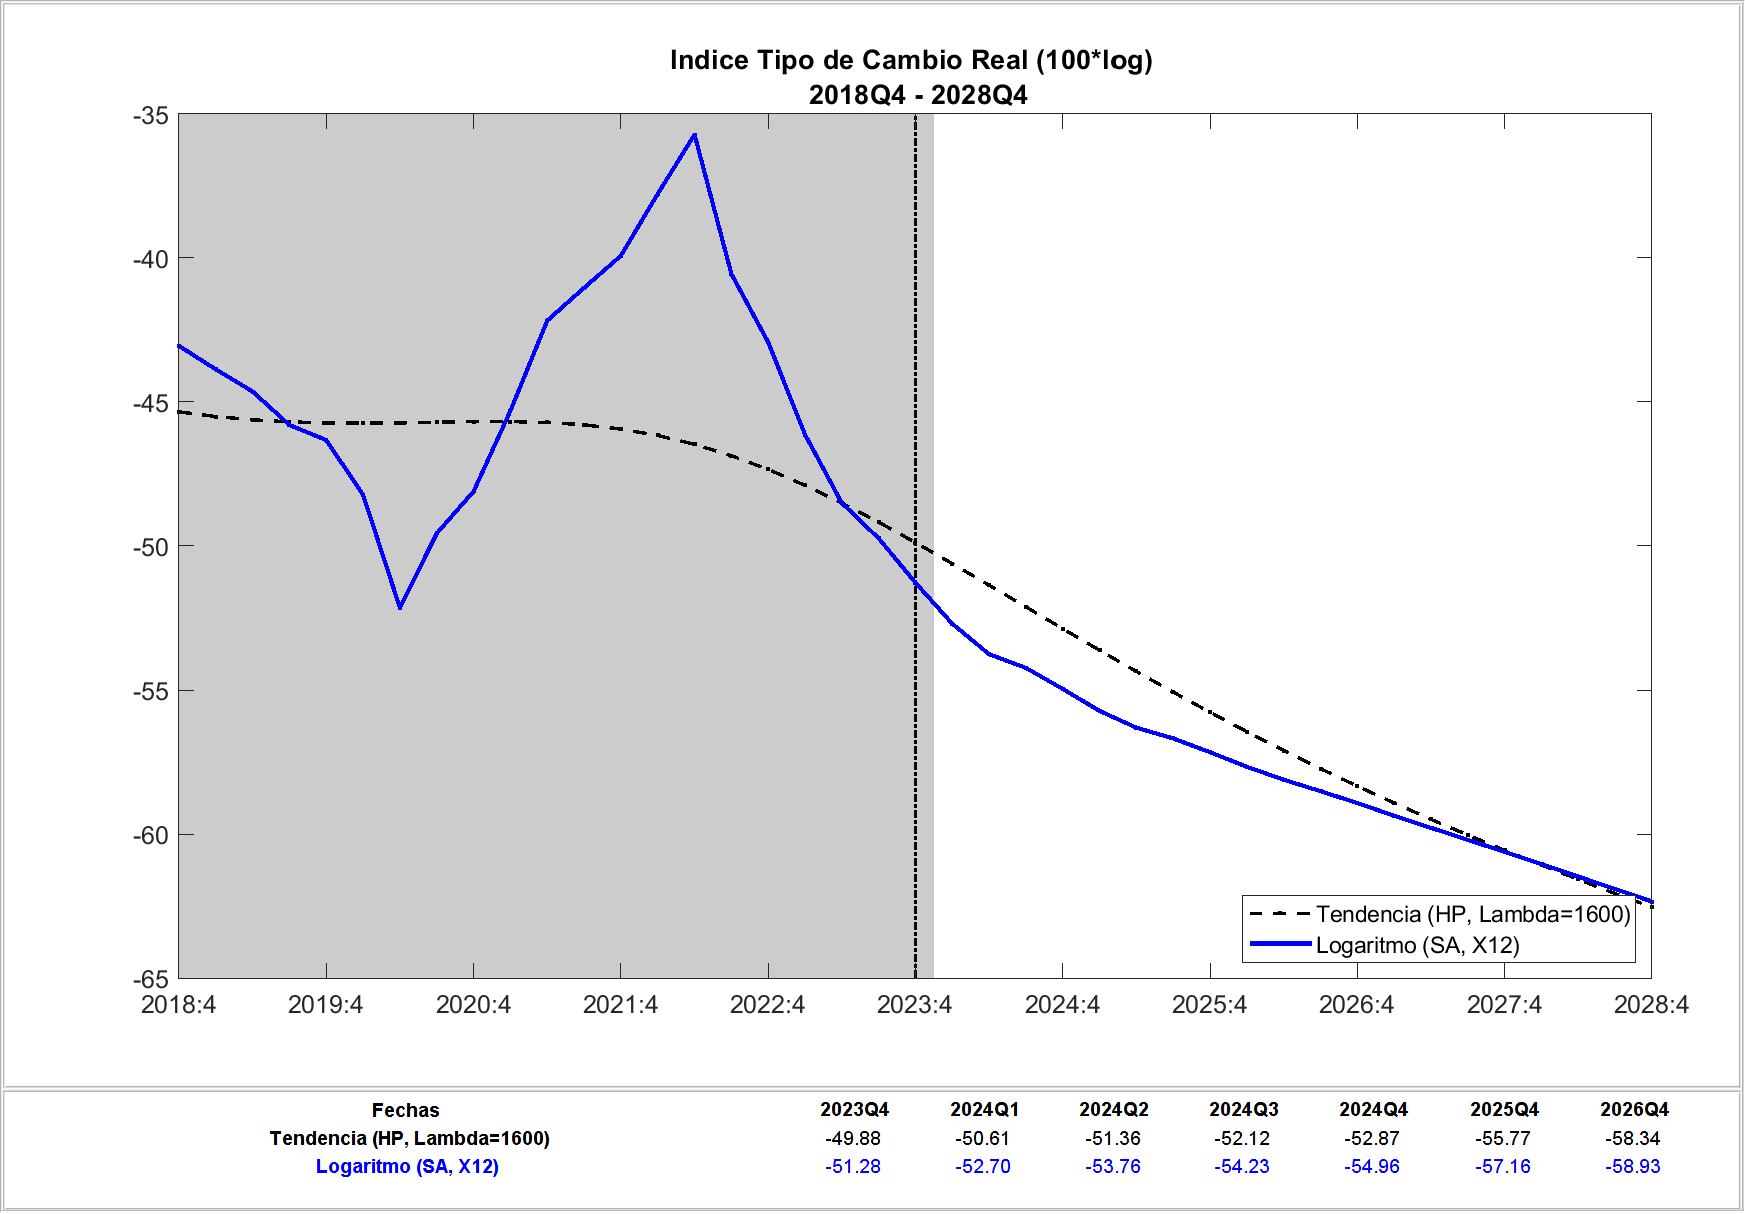 Indice Tipo de Cambio Real (100*log)
2018Q4 - 2028Q4
-35
-40
-45
-50
-55
-60
-65
2018:4 2019:4 2020:4 2021:4 2022:4 2023:4 2024:4 2025:4 2026:4 2027:4 2028:4
Tendencia (HP, Lambda=1600)
Logaritmo (SA, X12)
Fechas 2023Q4 2024Q1 2024Q2 2024Q3 2024Q4 2025Q4 2026Q4
Tendencia (HP, Lambda=1600) -49.88 -50.61 -51.36 -52.12 -52.87 -55.77 -58.34
Logaritmo (SA, X12) -51.28 -52.70 -53.76 -54.23 -54.96 -57.16 -58.93